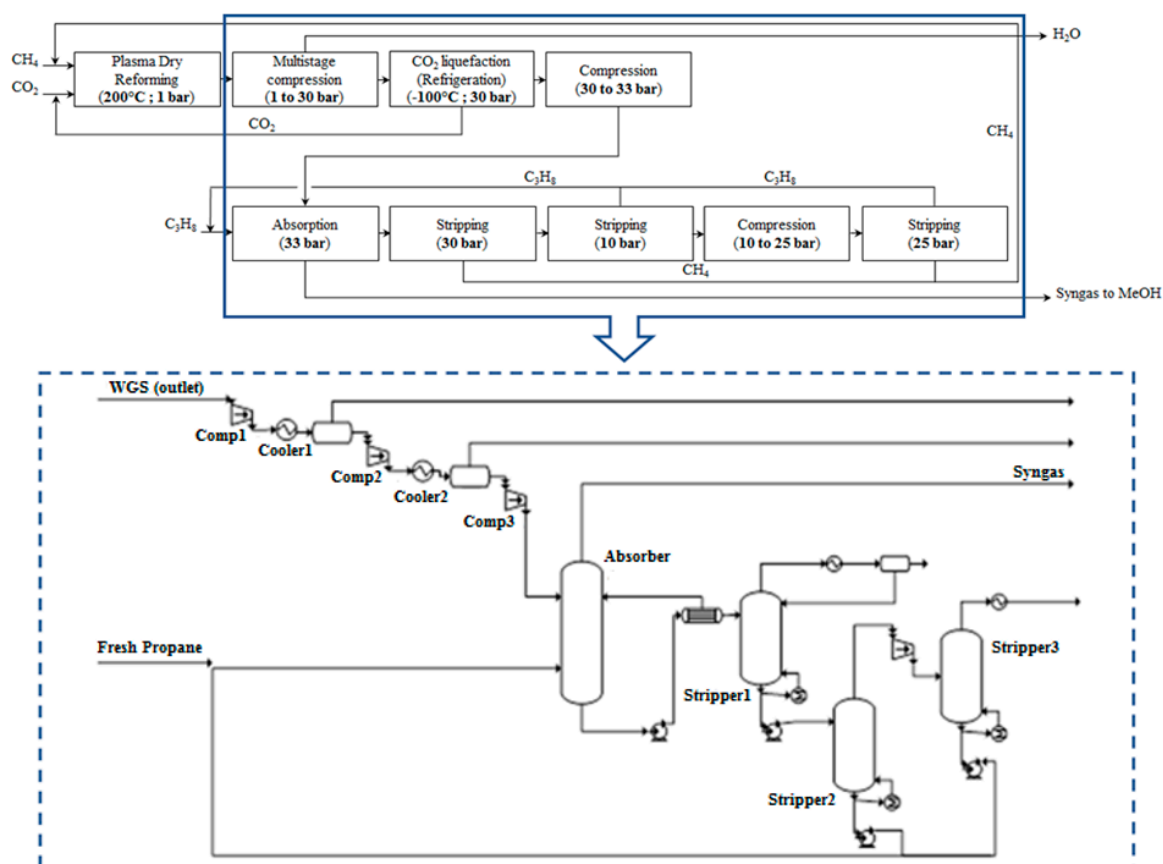 H₂O
CH₄
CO₂
Plasma Dry
Reforming
(200°C ; 1 bar)
Multistage
compression
(1 to 30 bar)
CO₂ liquefaction
(Refrigeration)
(-100°C ; 30 bar)
Compression
(30 to 33 bar)
CO₂
CH₄
C₃H₈
C₃H₈
C₃H₈
Absorption
(33 bar)
Stripping
(30 bar)
Stripping
(10 bar)
Compression
(10 to 25 bar)
Stripping
(25 bar)
CH₄
Syngas to MeOH
WGS (outlet)
Comp1
Cooler1
Comp2
Cooler2
Comp3
Syngas
Absorber
Fresh Propane
Stripper1
Stripper3
Stripper2